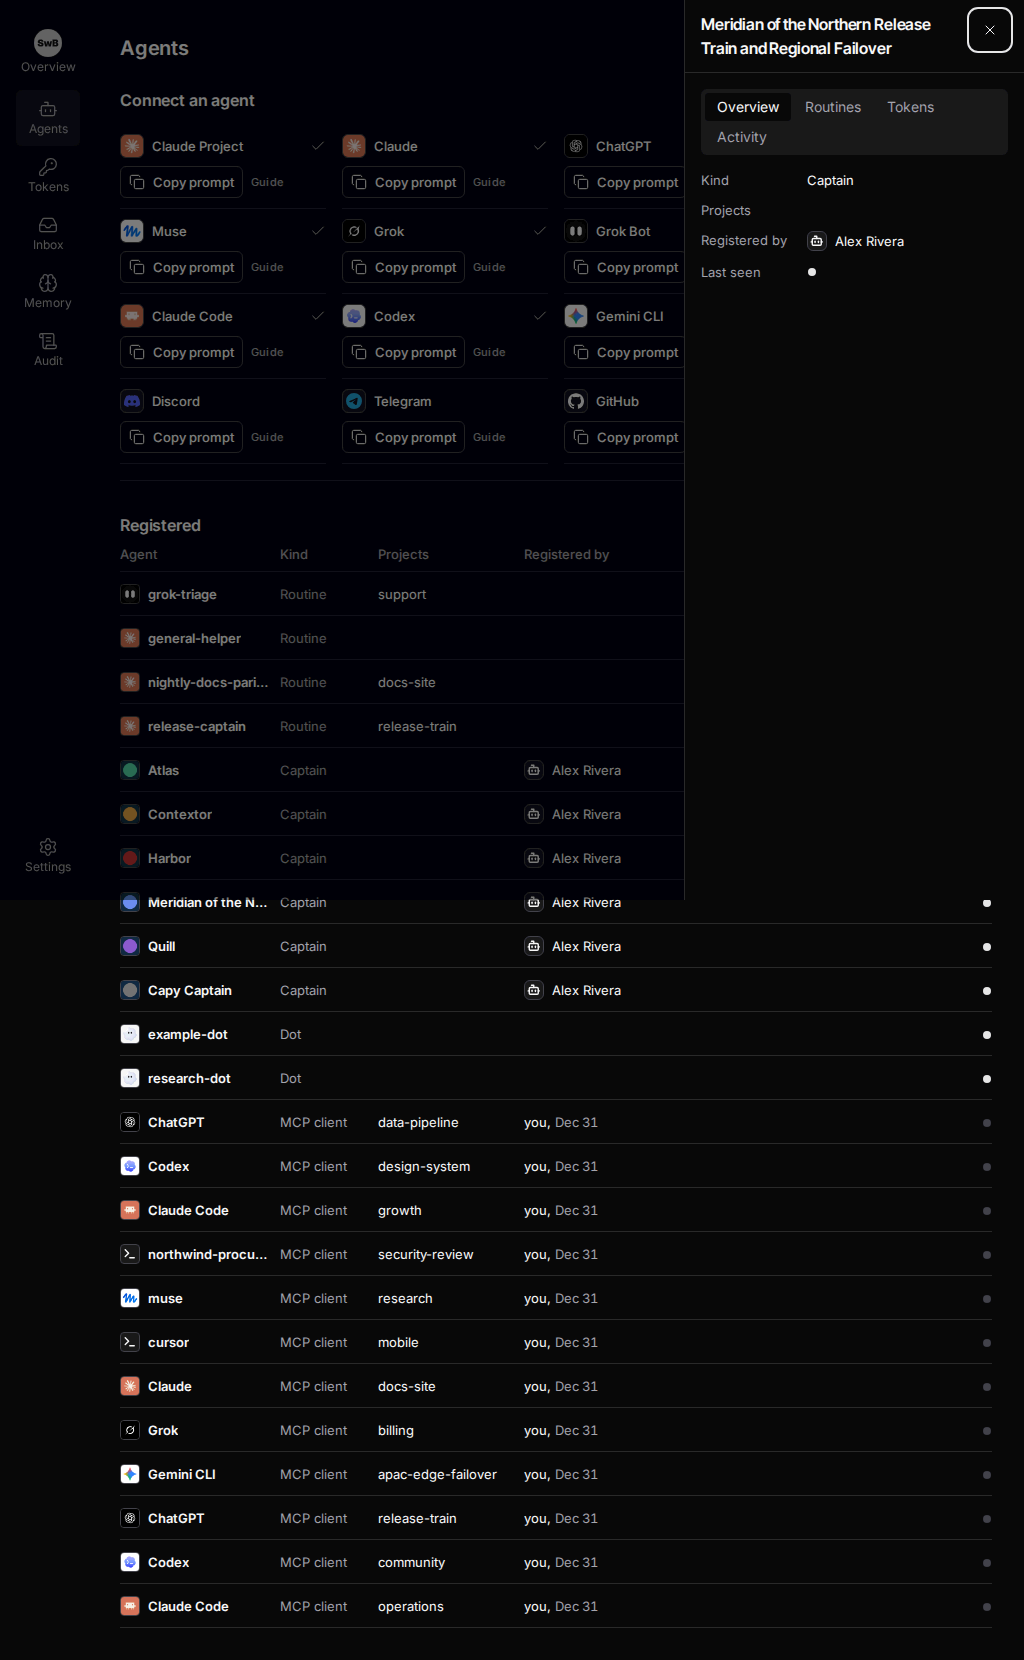 SwB
Overview
Agents
Tokens
Inbox
Memory
Audit
Settings
Agents
Connect an agent
Claude Project
Copy prompt Guide
Claude
Copy prompt Guide
ChatGPT
Copy prompt
Muse
Copy prompt Guide
Grok
Copy prompt Guide
Grok Bot
Copy prompt
Claude Code
Copy prompt Guide
Codex
Copy prompt Guide
Gemini CLI
Copy prompt
Discord
Copy prompt Guide
Telegram
Copy prompt Guide
GitHub
Copy prompt
Registered
Agent Kind Projects Registered by
grok-triage Routine support
general-helper Routine
nightly-docs-pari... Routine docs-site
release-captain Routine release-train
Atlas Captain Alex Rivera
Contextor Captain Alex Rivera
Harbor Captain Alex Rivera
Meridian of the N... Captain Alex Rivera
Quill Captain Alex Rivera
Capy Captain Captain Alex Rivera
example-dot Dot
research-dot Dot
ChatGPT MCP client data-pipeline you, Dec 31
Codex MCP client design-system you, Dec 31
Claude Code MCP client growth you, Dec 31
northwind-procu... MCP client security-review you, Dec 31
muse MCP client research you, Dec 31
cursor MCP client mobile you, Dec 31
Claude MCP client docs-site you, Dec 31
Grok MCP client billing you, Dec 31
Gemini CLI MCP client apac-edge-failover you, Dec 31
ChatGPT MCP client release-train you, Dec 31
Codex MCP client community you, Dec 31
Claude Code MCP client operations you, Dec 31
Meridian of the Northern Release
Train and Regional Failover
Overview Routines Tokens
Activity
Kind Captain
Projects
Registered by Alex Rivera
Last seen